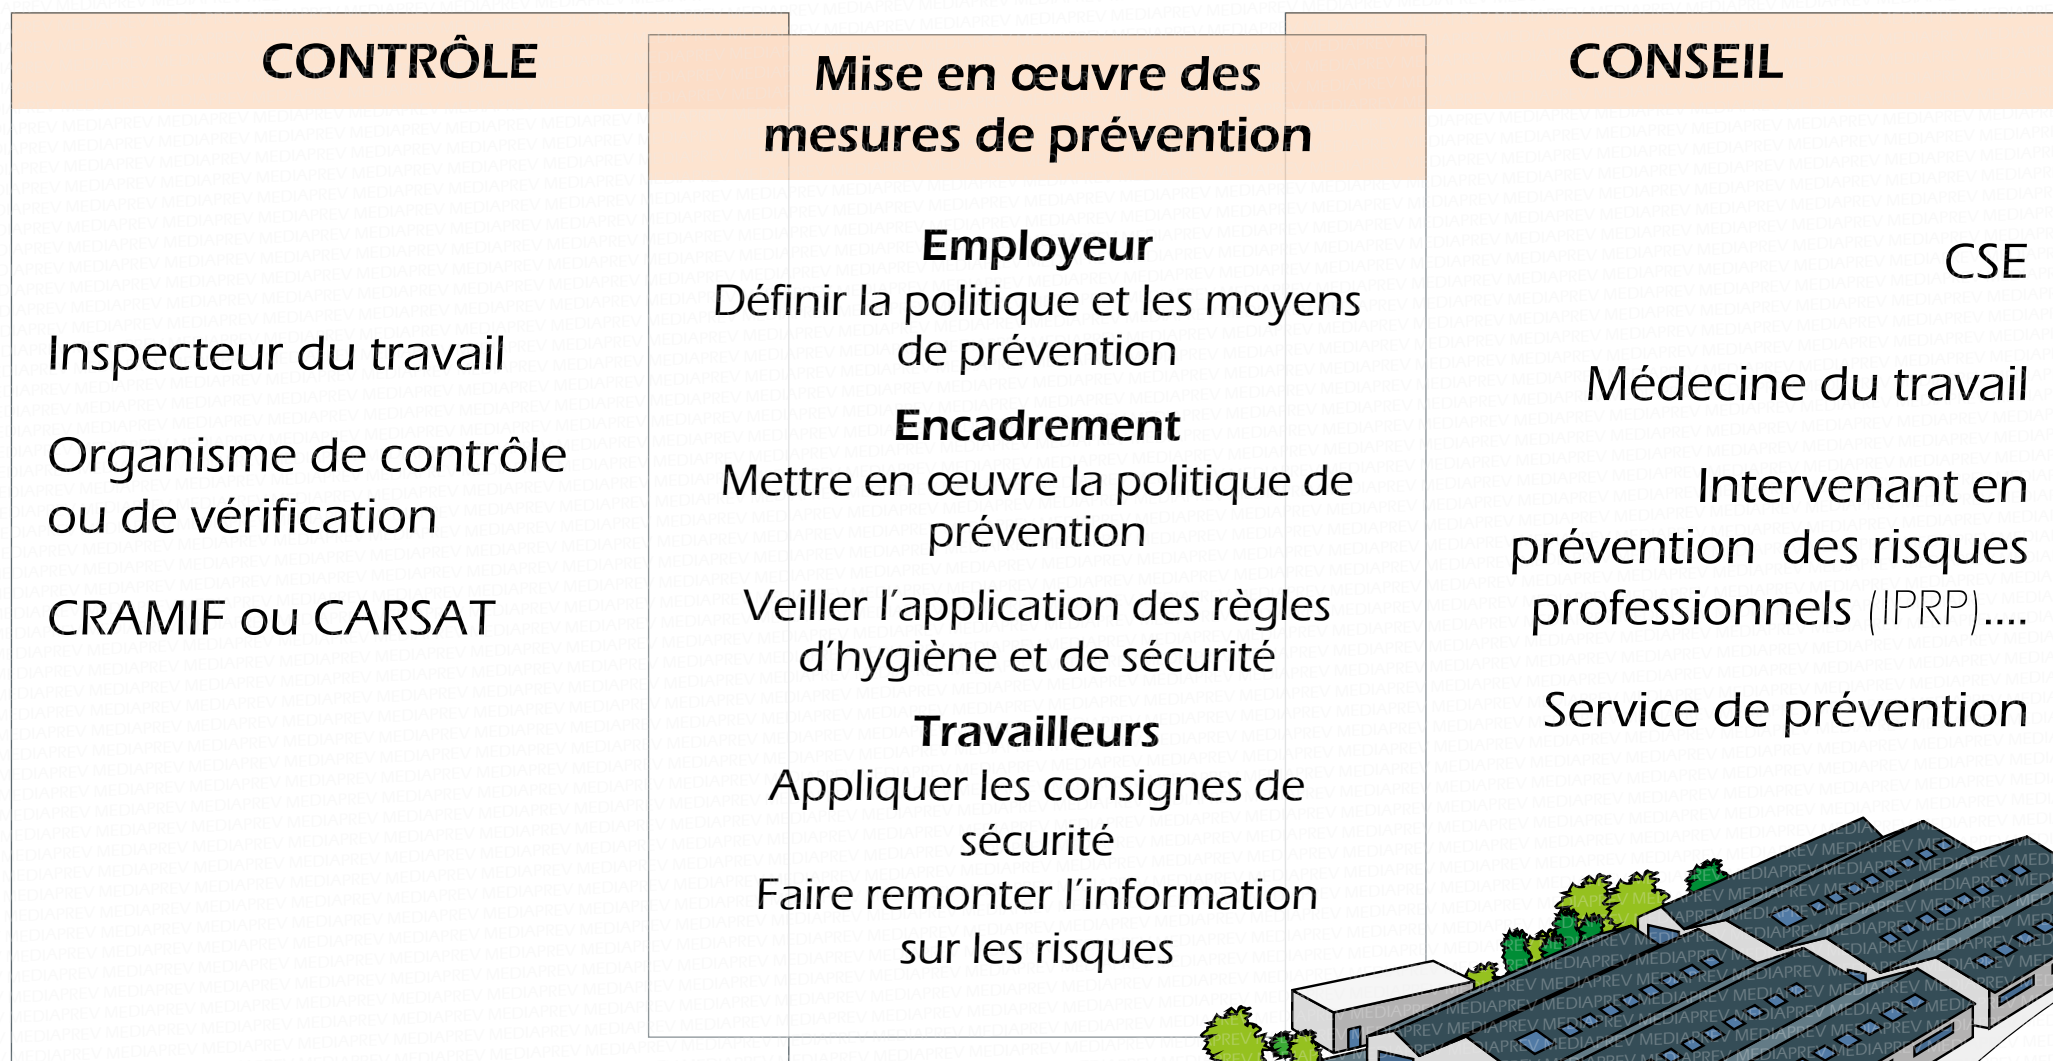 CONTRÔLE
Inspecteur du travail
Organisme de contrôle
ou de vérification
CRAMIF ou CARSAT
Mise en œuvre des
mesures de prévention
Employeur
Définir la politique et les moyens
de prévention
Encadrement
Mettre en œuvre la politique de
prévention
Veiller l’application des règles
d’hygiène et de sécurité
Travailleurs
Appliquer les consignes de
sécurité
Faire remonter l’information
sur les risques
CONSEIL
CSE
Médecine du travail
Intervenant en
prévention des risques
professionnels (IPRP)....
Service de prévention
MEDIAPREV